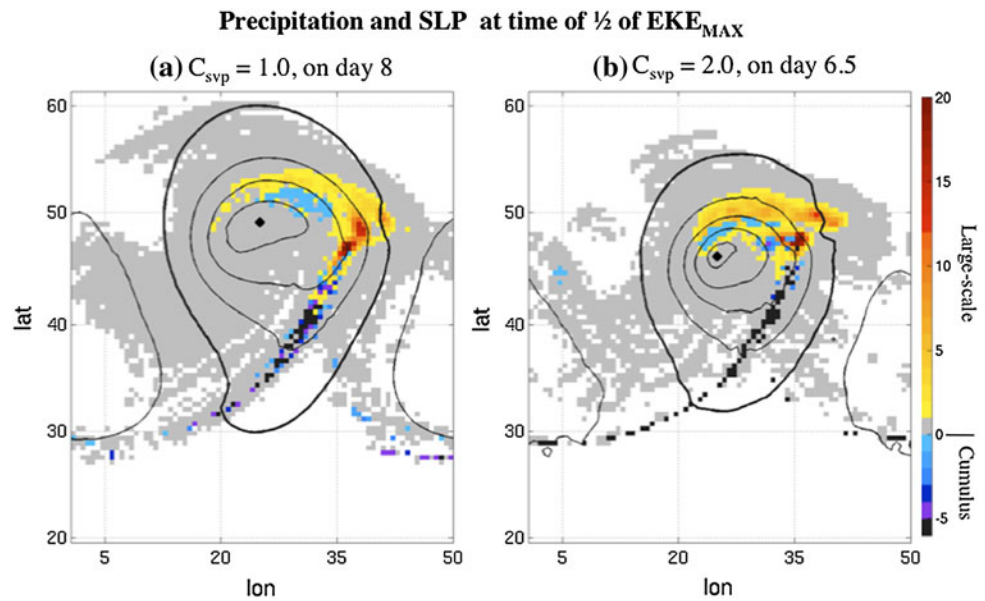 Precipitation and SLP at time of ½ of EKE_MAX
(a) C_svp = 1.0, on day 8
(b) C_svp = 2.0, on day 6.5
60
50
40
30
20
lat
5
20
35
50
lon
60
50
40
30
20
lat
5
20
35
50
lon
20
15
10
5
0
-5
Large-scale
Cumulus